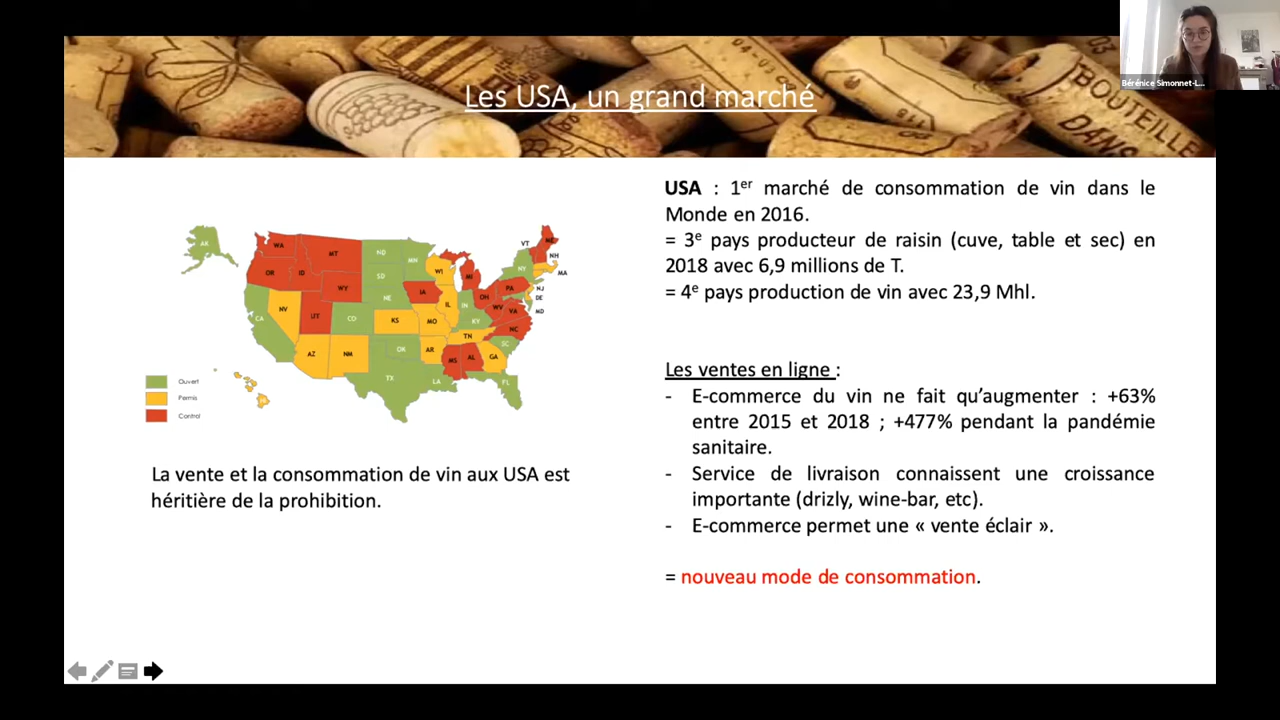 Bérénice Simonnet-L...
Les USA, un grand marché
04-03
03
BOUTEILLE
DANS
USA : 1er marché de consommation de vin dans le
Monde en 2016.
= 3e pays producteur de raisin (cuve, table et sec) en
2018 avec 6,9 millions de T.
= 4e pays production de vin avec 23,9 Mhl.
Les ventes en ligne :
- E-commerce du vin ne fait qu'augmenter : +63%
entre 2015 et 2018 ; +477% pendant la pandémie
sanitaire.
- Service de livraison connaissent une croissance
importante (drizly, wine-bar, etc).
- E-commerce permet une « vente éclair ».
= nouveau mode de consommation.
AK
WA
MT
ND
MN
VT
ME
NH
MA
OR
ID
SD
WI
NY
MI
WY
IA
PA
NJ
NE
OH
DE
NV
UT
IL
IN
WV
VA
MD
CA
CO
KS
MO
KY
NC
TN
AZ
NM
OK
AR
SC
MS
AL
GA
TX
LA
FL
HI
Ouvert
Permis
Control
La vente et la consommation de vin aux USA est
héritière de la prohibition.